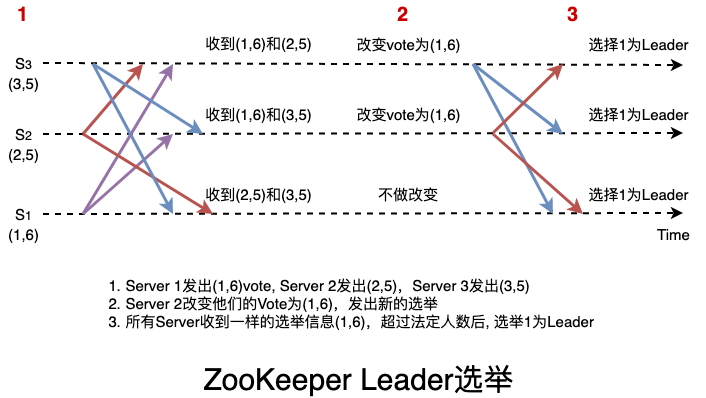 1
2
3
收到(1,6)和(2,5)
改变vote为(1,6)
选择1为Leader
S3
(3,5)
收到(1,6)和(3,5)
改变vote为(1,6)
选择1为Leader
S2
(2,5)
收到(2,5)和(3,5)
不做改变
选择1为Leader
S1
(1,6)
Time
1. Server 1发出(1,6)vote, Server 2发出(2,5)，Server 3发出(3,5)
2. Server 2改变他们的Vote为(1,6)，发出新的选举
3. 所有Server收到一样的选举信息(1,6)，超过法定人数后, 选举1为Leader
ZooKeeper Leader选举